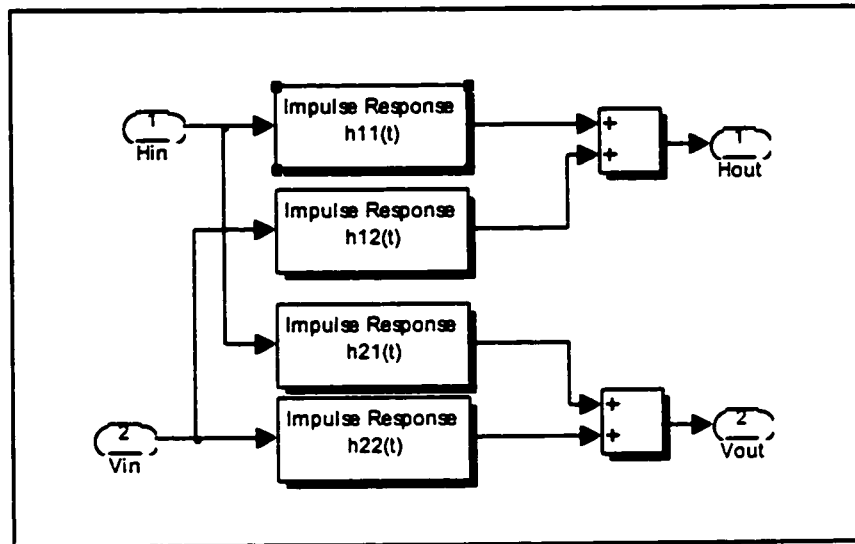 Impulse Response
h11(t)
1
Hin
+
+
1
Hout
Impulse Response
h12(t)
Impulse Response
h21(t)
2
Vin
Impulse Response
h22(t)
+
+
2
Vout